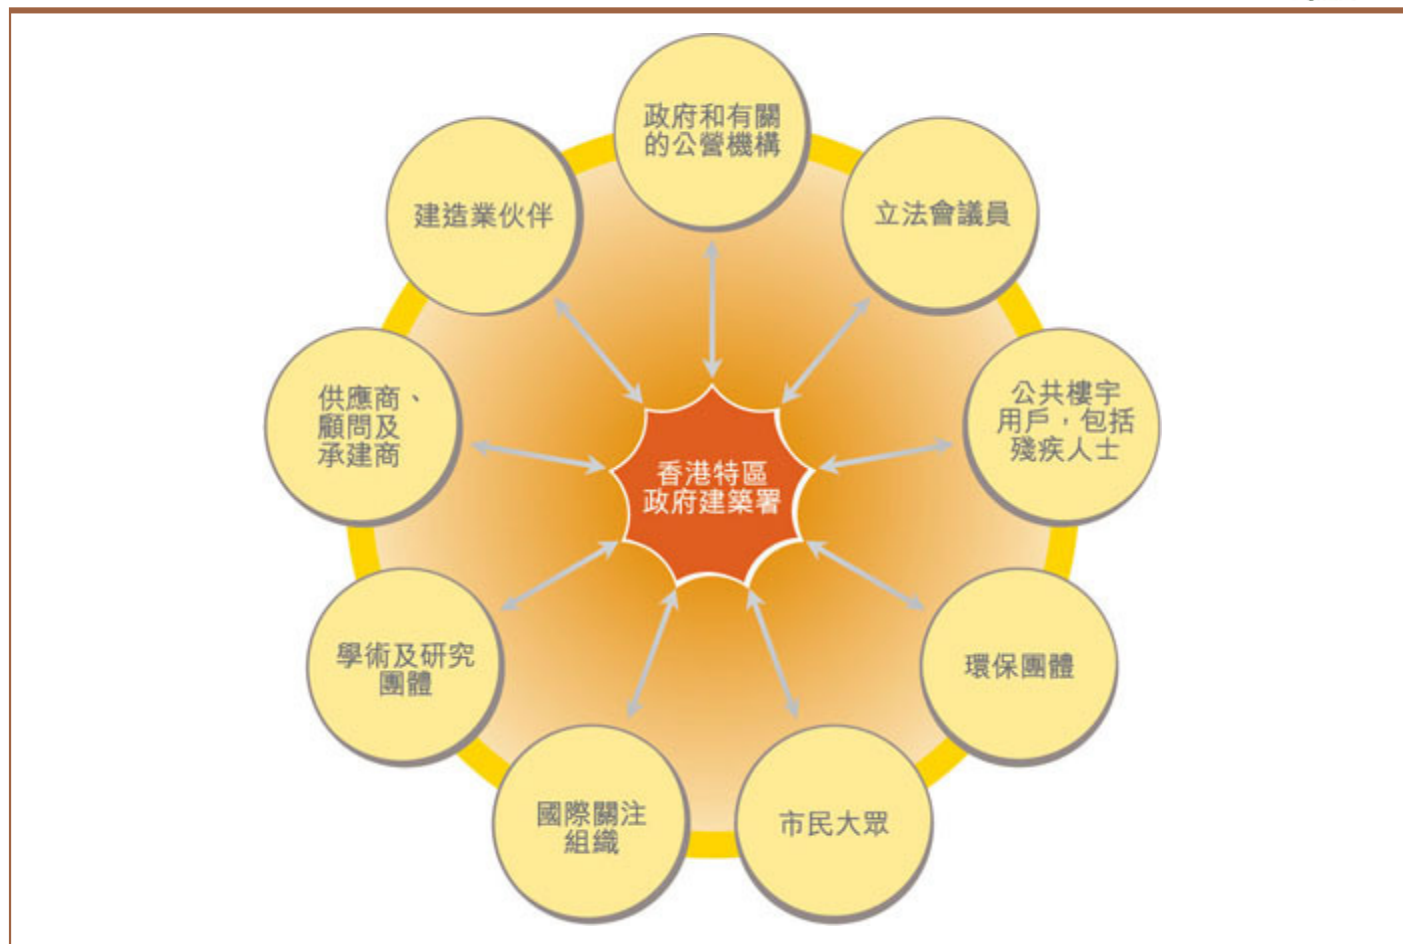 政府和有關
的公營機構
建造業伙伴
立法會議員
供應商、
顧問及
承建商
公共樓宇
用戶，包括
殘疾人士
香港特區
政府建築署
學術及研究
團體
環保團體
國際關注
組織
市民大眾